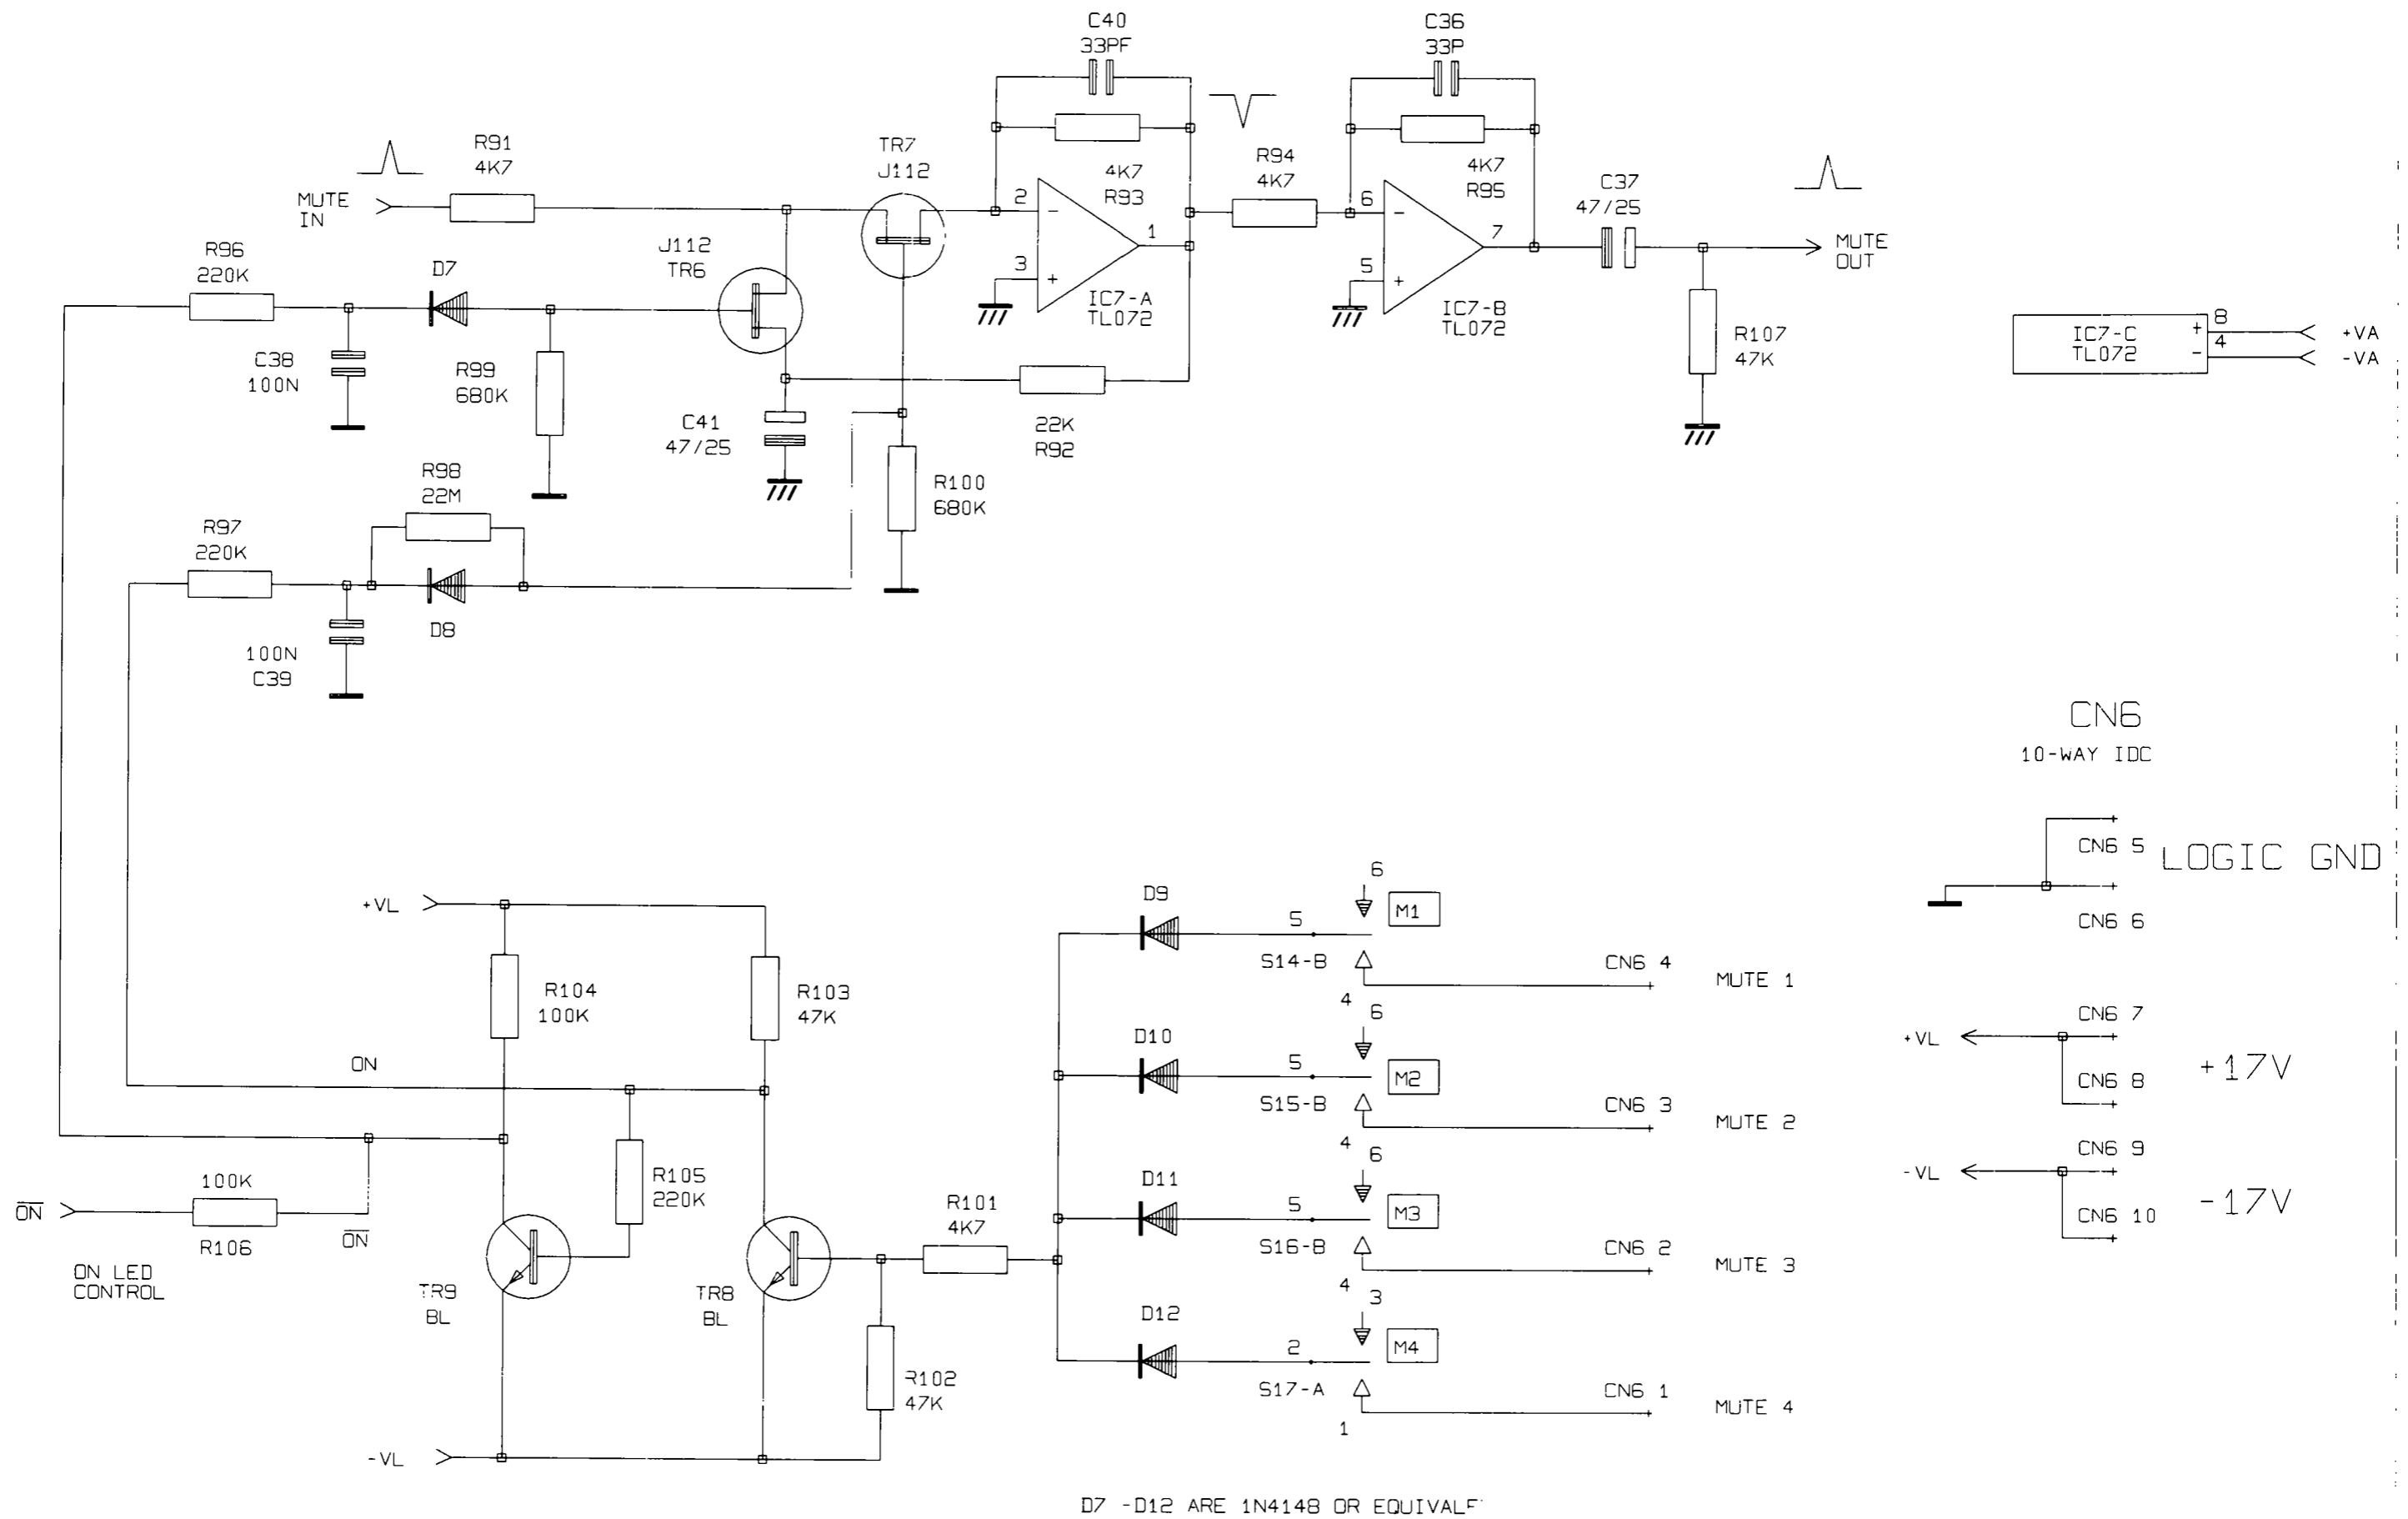 C40
33PF
C36
33P
R91
4K7
TR7
J112
MUTE
IN
4K7
R93
R94
4K7
4K7
R95
C37
47/25
2
-
3
+
1
6
-
5
+
7
IC7-A
TL072
IC7-B
TL072
MUTE
OUT
R96
220K
D7
J112
TR6
C38
100N
R99
680K
C41
47/25
22K
R92
R107
47K
IC7-C
TL072
+ 8
- 4
+VA
-VA
R98
22M
R100
680K
R97
220K
D8
100N
C39
CN6
10-WAY IDC
CN6 5
LOGIC GND
CN6 6
CN6 7
+VL
+17V
CN6 8
CN6 9
-VL
-17V
CN6 10
+VL
R104
100K
R103
47K
ON
R105
220K
100K
ON
R106
ON
ON LED
CONTROL
TR9
BL
TR8
BL
R101
4K7
R102
47K
-VL
D9
5
6
M1
S14-B
4
CN6 4
MUTE 1
D10
5
6
M2
S15-B
4
CN6 3
MUTE 2
D11
5
6
M3
S16-B
4
CN6 2
MUTE 3
D12
2
3
M4
S17-A
1
CN6 1
MUTE 4
D7 -D12 ARE 1N4148 OR